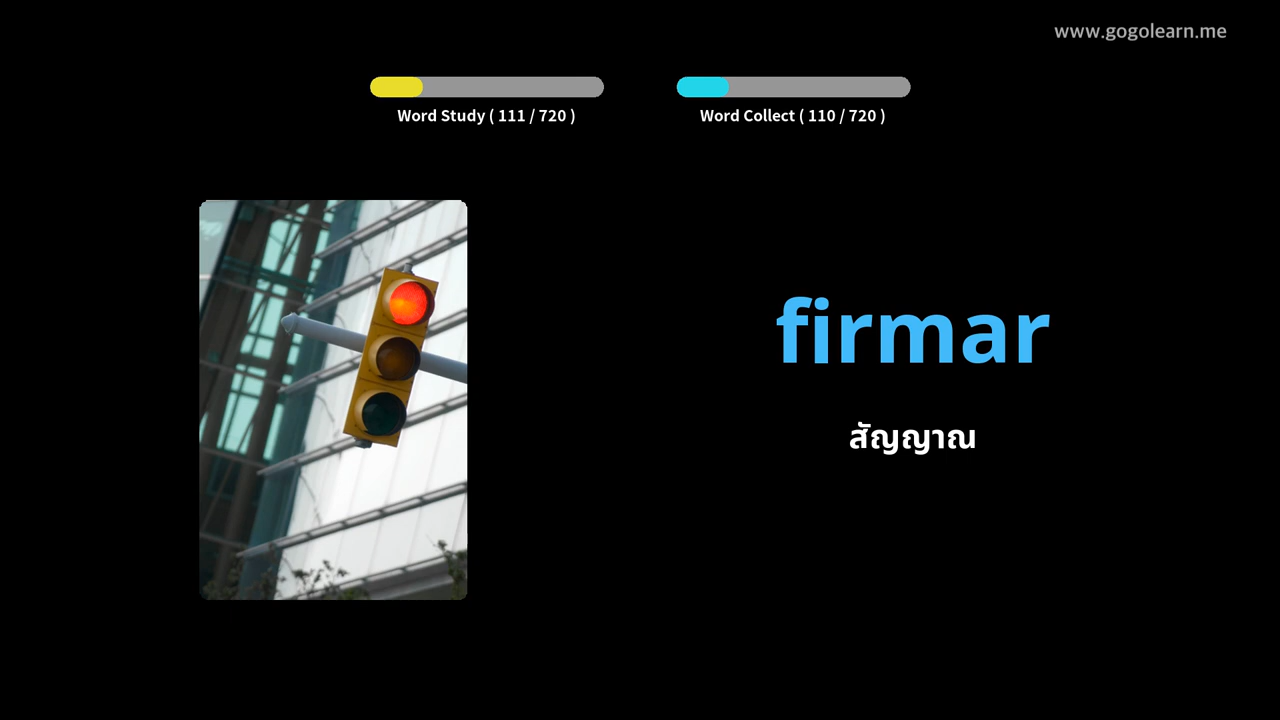 www.gogolearn.me
Word Study ( 111 / 720 )
Word Collect ( 110 / 720 )
firmar
สัญญาณ